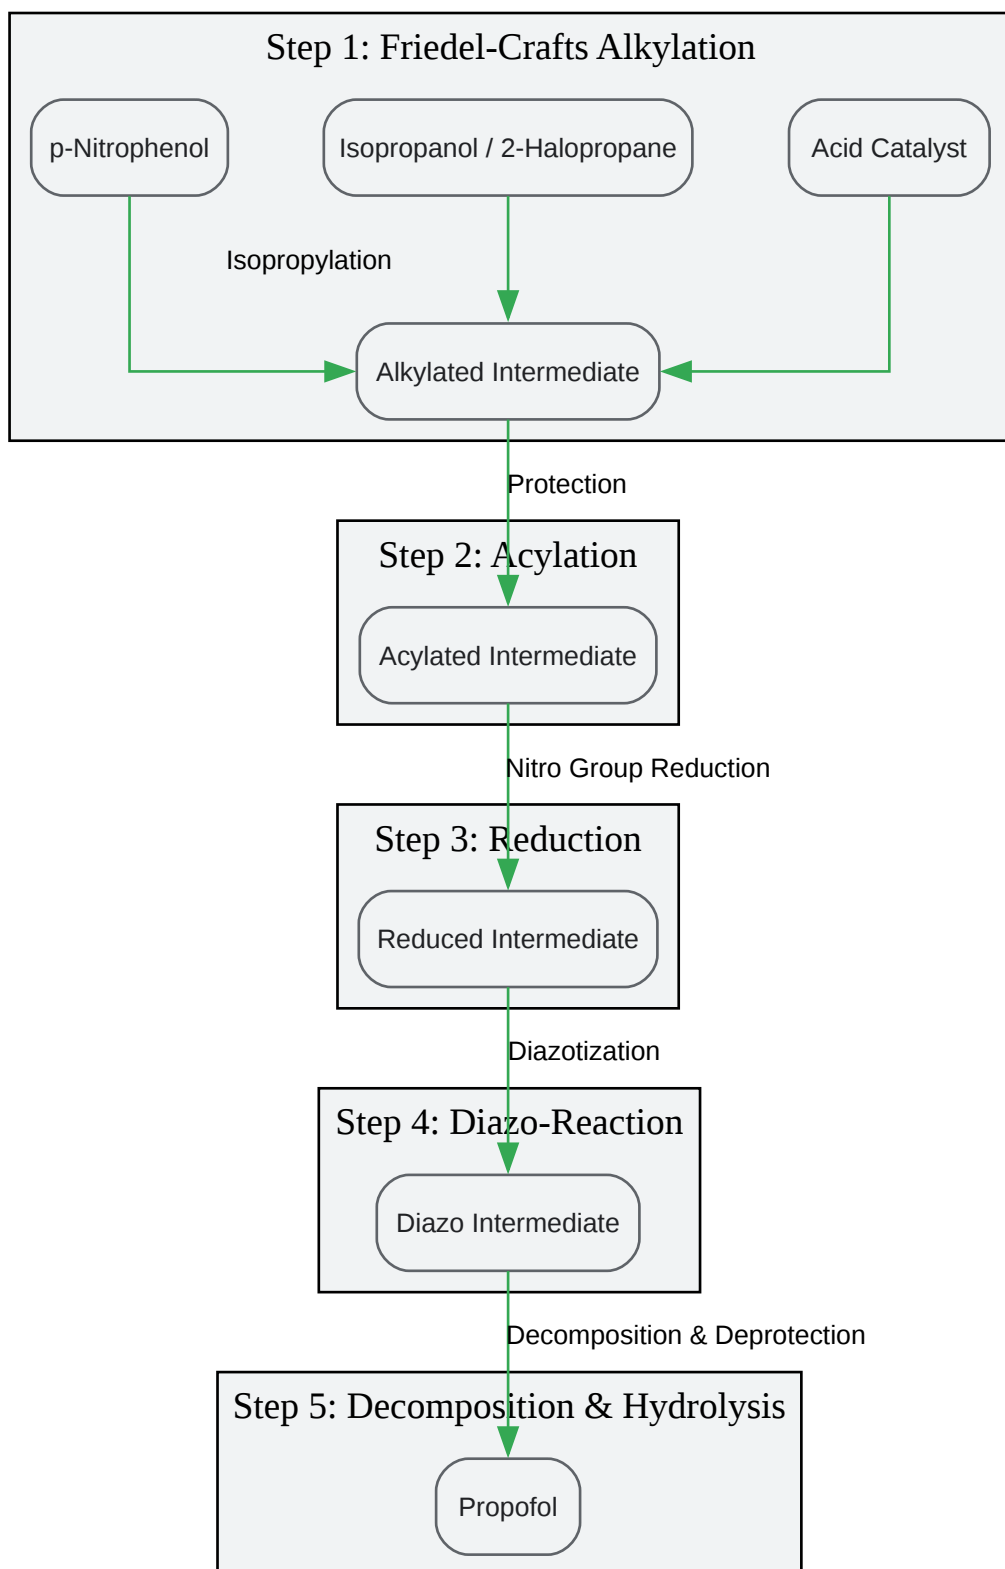 Step 1: Friedel-Crafts Alkylation
p-Nitrophenol
Isopropanol / 2-Halopropane
Acid Catalyst
Isopropylation
Alkylated Intermediate
Protection
Step 2: Acylation
Acylated Intermediate
Nitro Group Reduction
Step 3: Reduction
Reduced Intermediate
Diazotization
Step 4: Diazo-Reaction
Diazo Intermediate
Decomposition & Deprotection
Step 5: Decomposition & Hydrolysis
Propofol